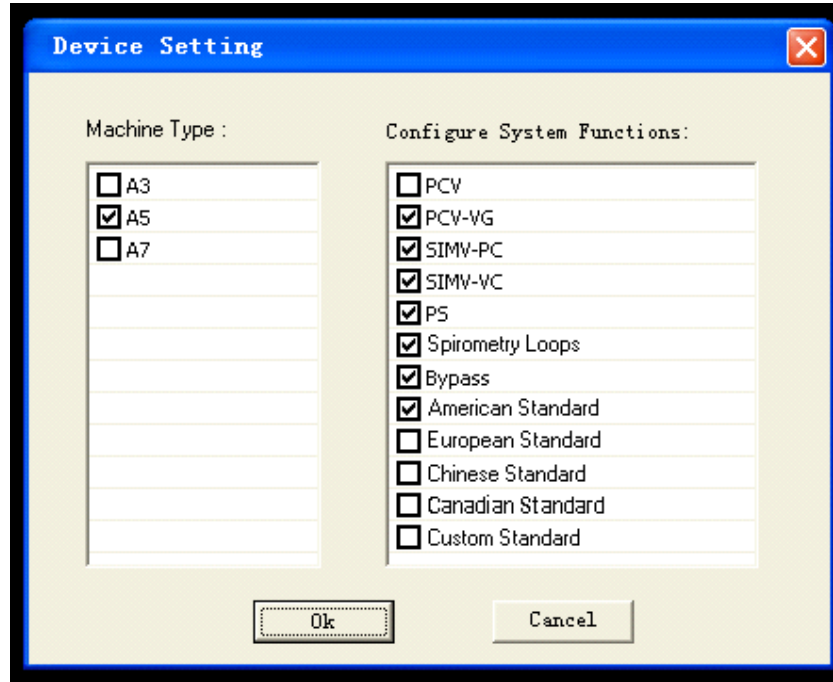 Device Setting
Machine Type :
A3
A5
A7
Configure System Functions:
PCV
PCV-VG
SIMV-PC
SIMV-VC
PS
Spirometry Loops
Bypass
American Standard
European Standard
Chinese Standard
Canadian Standard
Custom Standard
Ok
Cancel